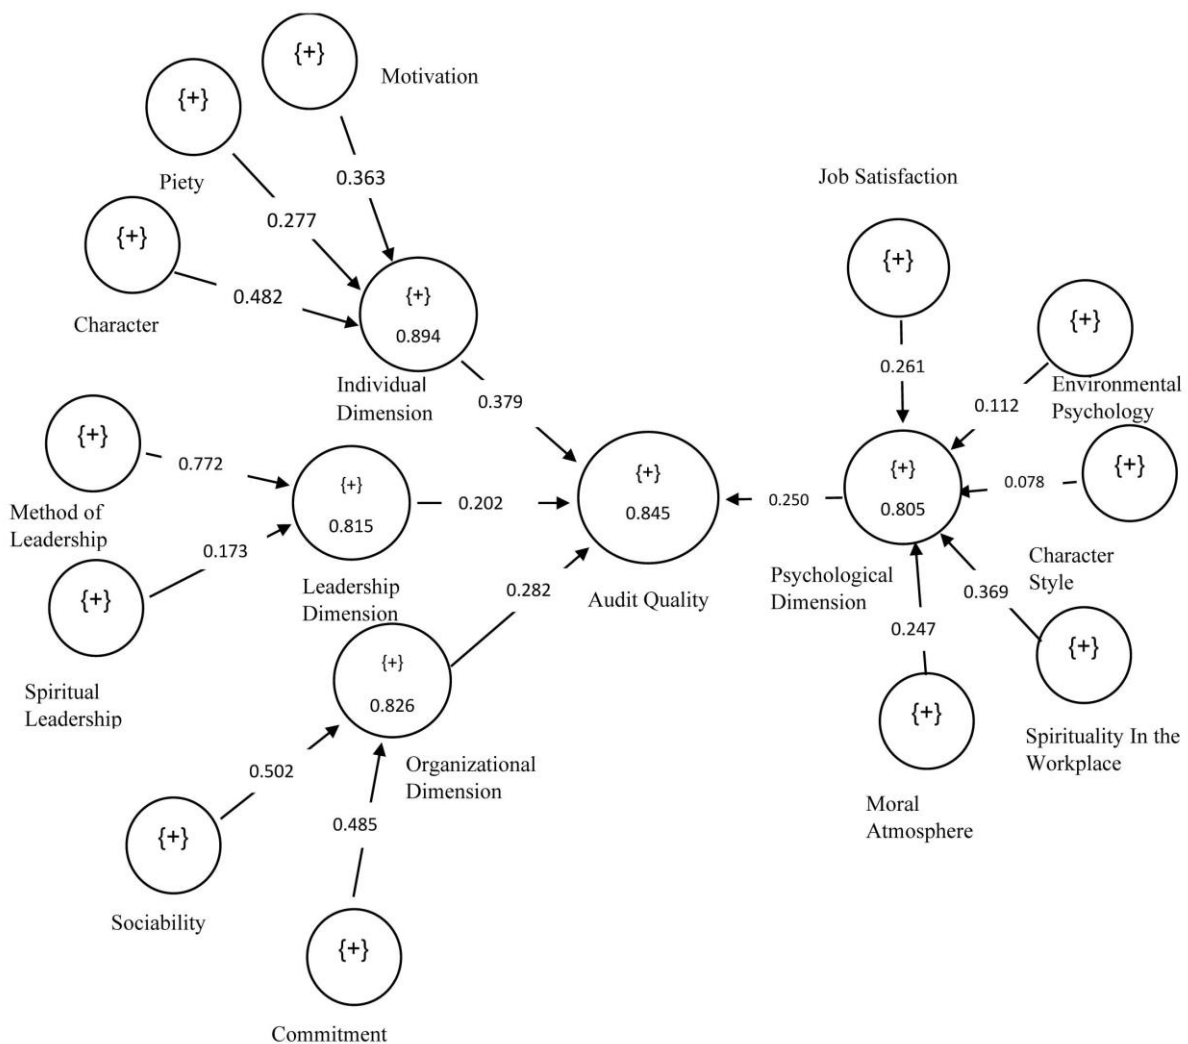 {+}
Motivation
{+}
Piety
0.363
0.277
{+}
0.482
Character
{+}
0.894
Individual
Dimension
0.379
{+}
Method of
Leadership
0.772
{+}
0.815
0.202
{+}
Spiritual
Leadership
0.173
Leadership
Dimension
0.282
{+}
0.845
Audit Quality
{+}
0.826
Organizational
Dimension
0.502
{+}
Sociability
0.485
{+}
Commitment
Job Satisfaction
{+}
0.261
{+}
Environmental
Psychology
0.112
{+}
0.805
0.250
Psychological
Dimension
0.078
{+}
Character
Style
0.369
{+}
Spirituality In the
Workplace
0.247
{+}
Moral
Atmosphere